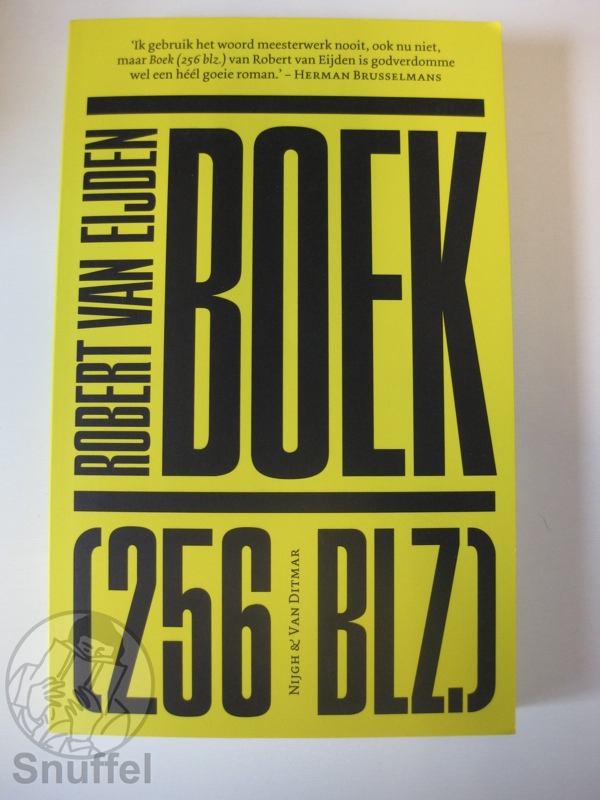 ‘Ik gebruik het woord meesterwerk nooit, ook nu niet,
maar Boek (256 blz.) van Robert van Eijden is godverdomme
wel een héél goeie roman.’ – Herman Brusselmans
ROBERT VAN EIJDEN
BOEK
(256 BLZ.)
Nijgh & Van Ditmar
Snuffel